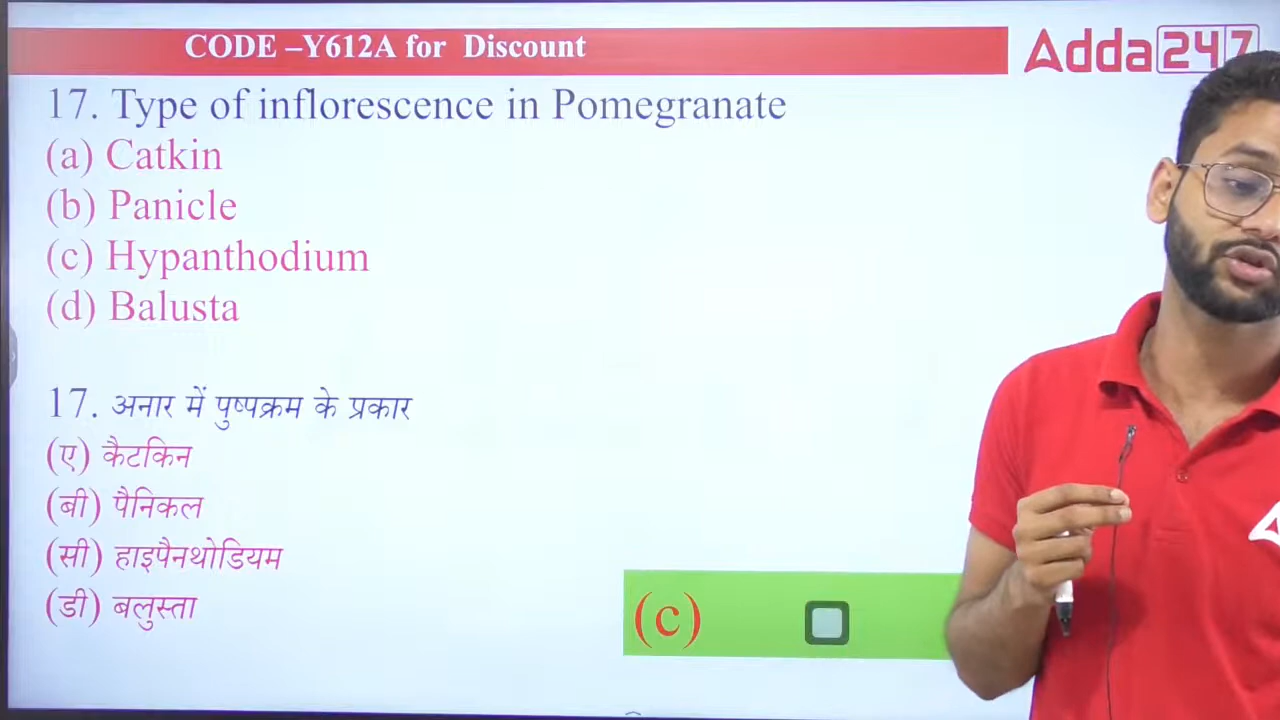 CODE –Y612A for Discount
Adda247
17. Type of inflorescence in Pomegranate
(a) Catkin
(b) Panicle
(c) Hypanthodium
(d) Balusta
17. अनार में पुष्पक्रम के प्रकार
(ए) कैटकिन
(बी) पैनिकल
(सी) हाइपैनथोडियम
(डी) बलुस्ता
(c)